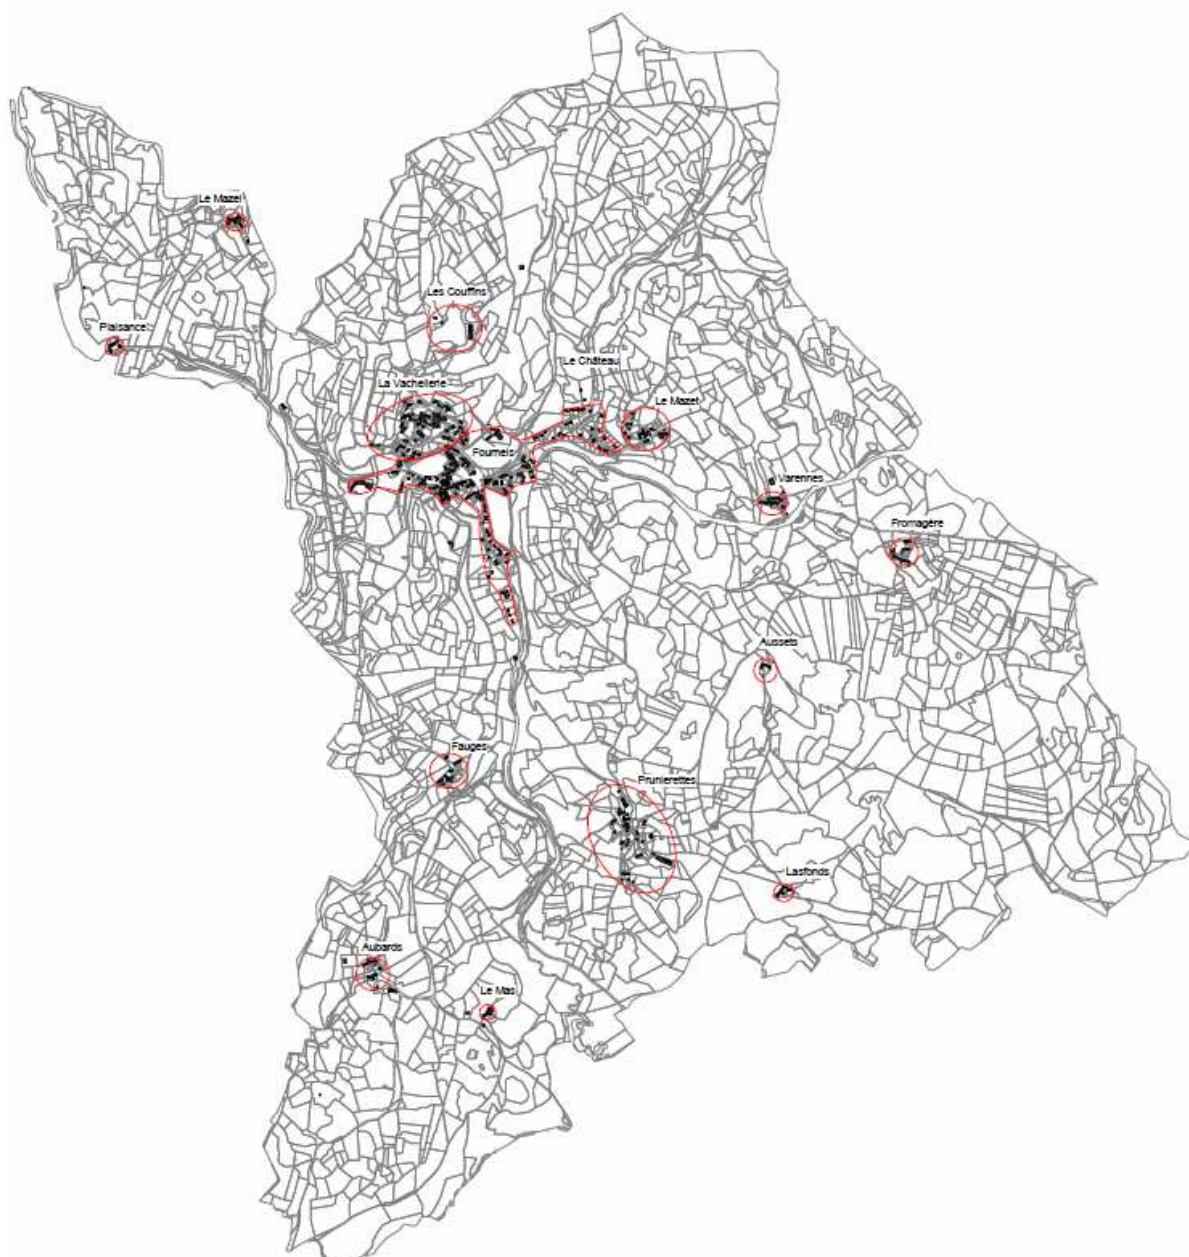 Le Mazel
Les Couffins
Plaisance
Le Château
La Vachellerie
Le Mazet
Fournels
Varennes
Fromagère
Aussets
Fauges
Prunierettes
Lasfonds
Aubards
Le Mas